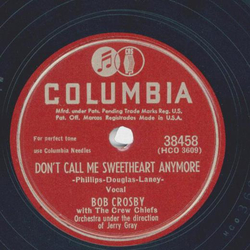 COLUMBIA
Mfrd. under Pats. Pending Trade Marks Reg. U.S.
Pat. Off. Marcas Registradas Made in U.S.A.
For perfect tone
use Columbia Needles
38458
(HCO 3609)
DON'T CALL ME SWEETHEART ANYMORE
-Phillips-Douglas-Laney-
Vocal
BOB CROSBY
with The Crew Chiefs
Orchestra under the direction
of Jerry Gray